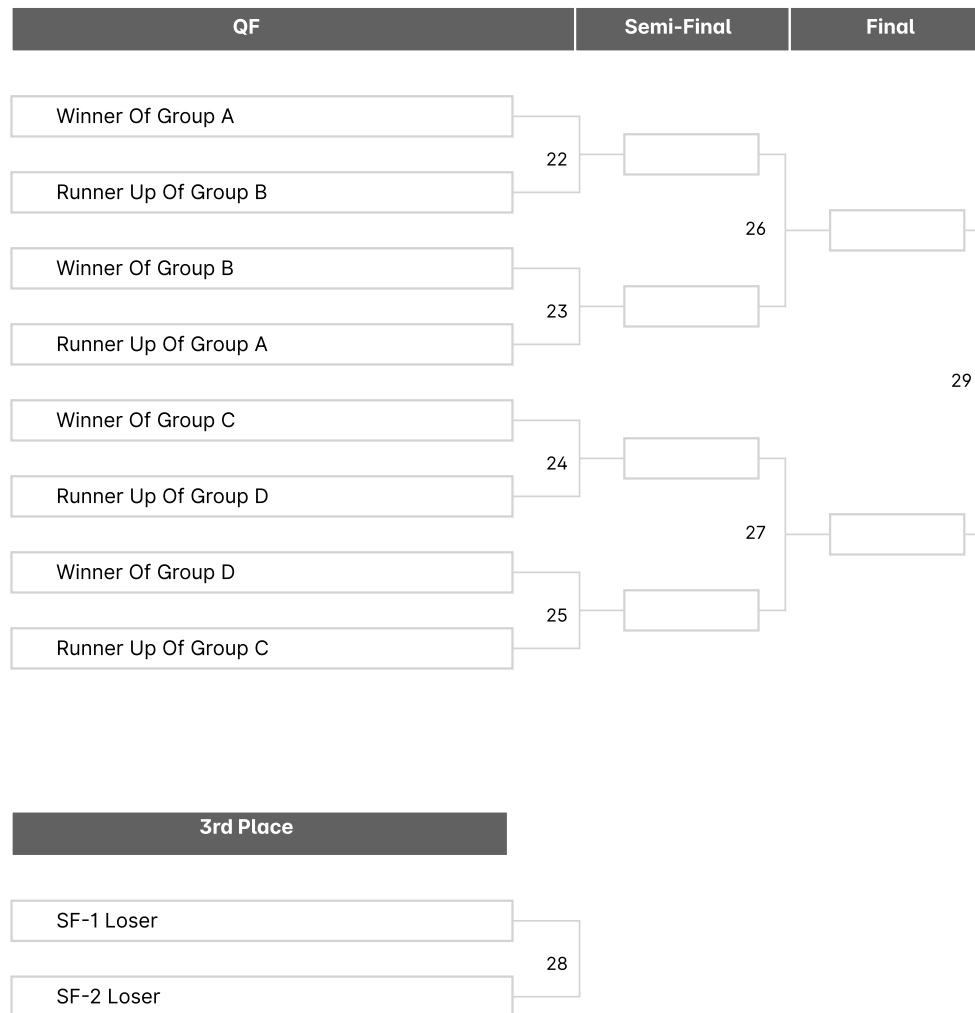 QF Semi-Final Final
Winner Of Group A
22
Runner Up Of Group B
26
Winner Of Group B
23
Runner Up Of Group A
29
Winner Of Group C
24
Runner Up Of Group D
27
Winner Of Group D
25
Runner Up Of Group C
3rd Place
SF-1 Loser
28
SF-2 Loser